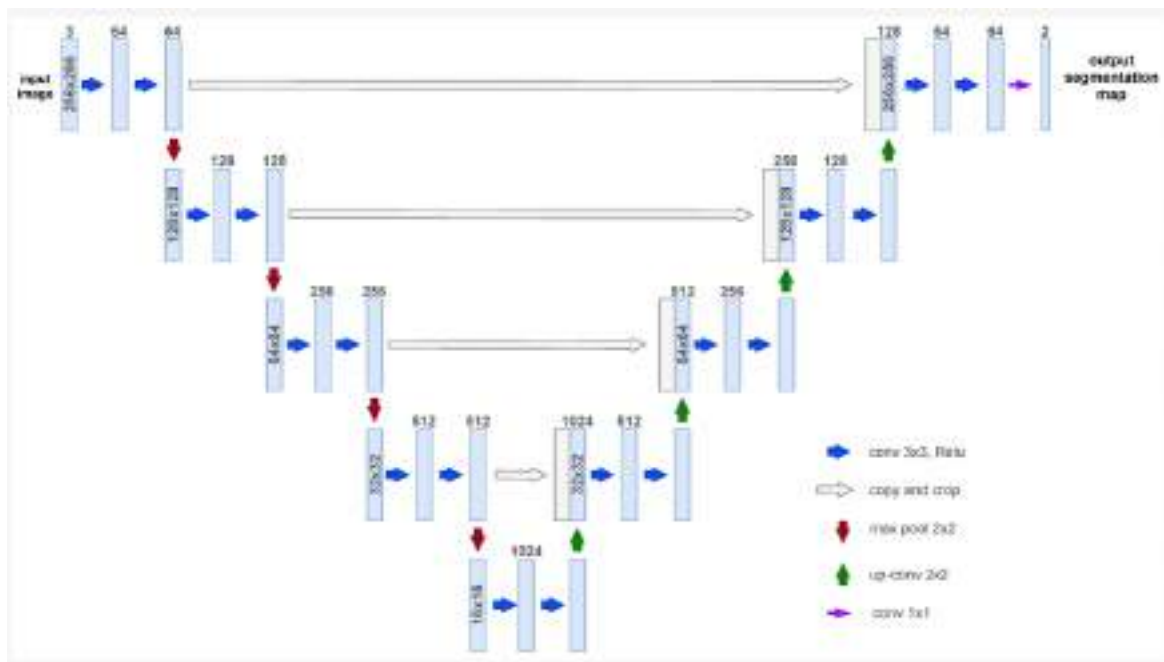 3 64 64
128 64 64 2
input
image
256x256
256x256
output
segmentation
map
128 128
256 128
128x128
128x128
256 256
512 256
64x64
64x64
512 512
1024 512
32x32
32x32
conv 3x3, Relu
copy and crop
max pool 2x2
1024
16x16
up-conv 2x2
conv 1x1